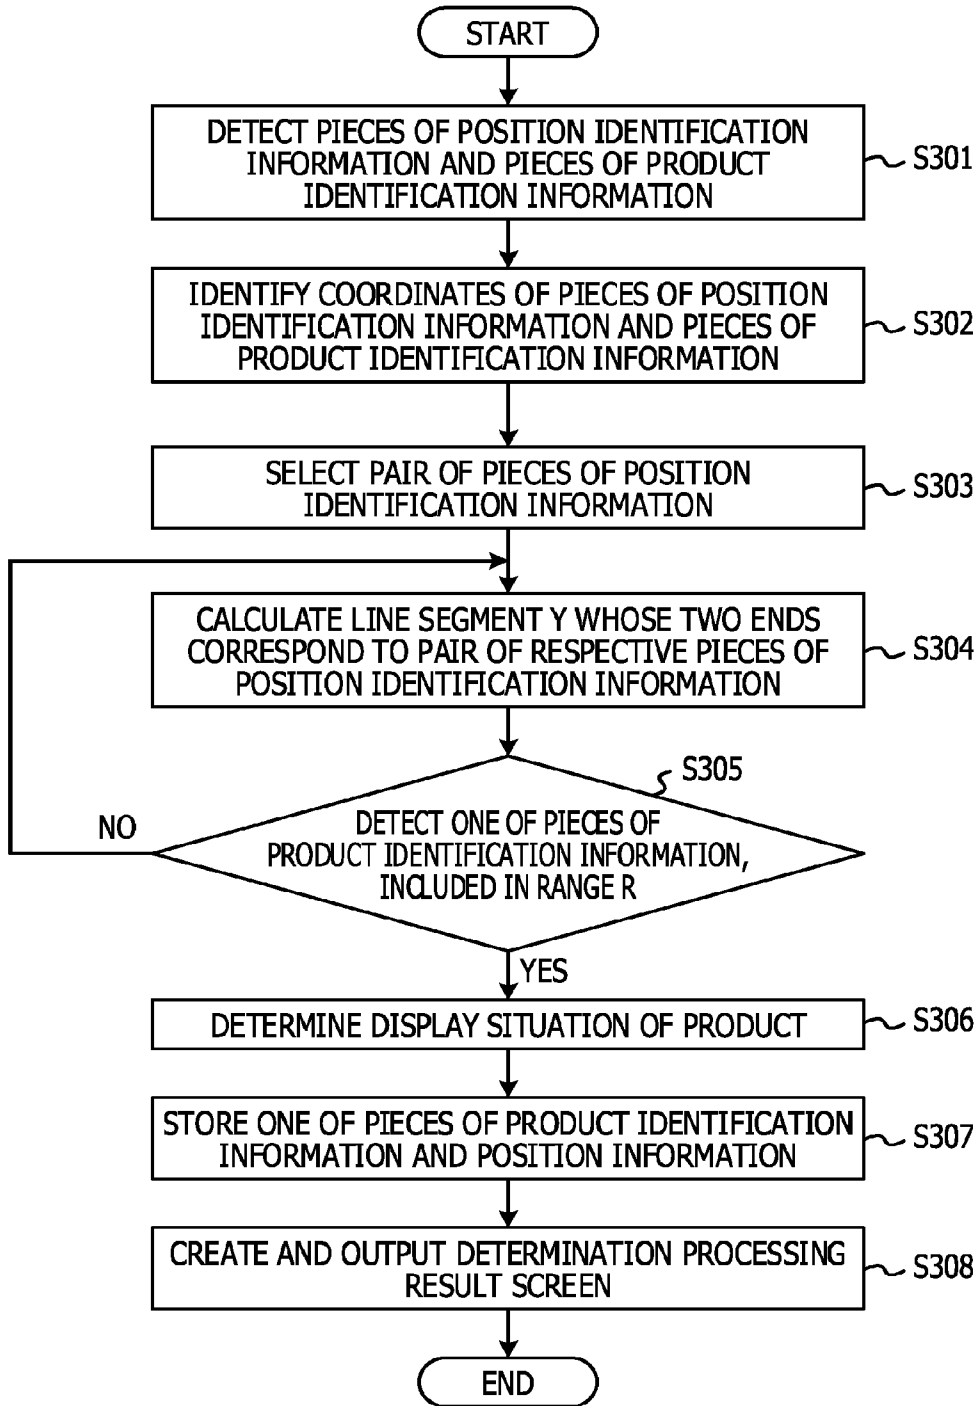 START
DETECT PIECES OF POSITION IDENTIFICATION
INFORMATION AND PIECES OF PRODUCT
IDENTIFICATION INFORMATION
S301
IDENTIFY COORDINATES OF PIECES OF POSITION
IDENTIFICATION INFORMATION AND PIECES OF
PRODUCT IDENTIFICATION INFORMATION
S302
SELECT PAIR OF PIECES OF POSITION
IDENTIFICATION INFORMATION
S303
CALCULATE LINE SEGMENT Y WHOSE TWO ENDS
CORRESPOND TO PAIR OF RESPECTIVE PIECES OF
POSITION IDENTIFICATION INFORMATION
S304
S305
NO
DETECT ONE OF PIECES OF
PRODUCT IDENTIFICATION INFORMATION,
INCLUDED IN RANGE R
YES
DETERMINE DISPLAY SITUATION OF PRODUCT
S306
STORE ONE OF PIECES OF PRODUCT IDENTIFICATION
INFORMATION AND POSITION INFORMATION
S307
CREATE AND OUTPUT DETERMINATION PROCESSING
RESULT SCREEN
S308
END